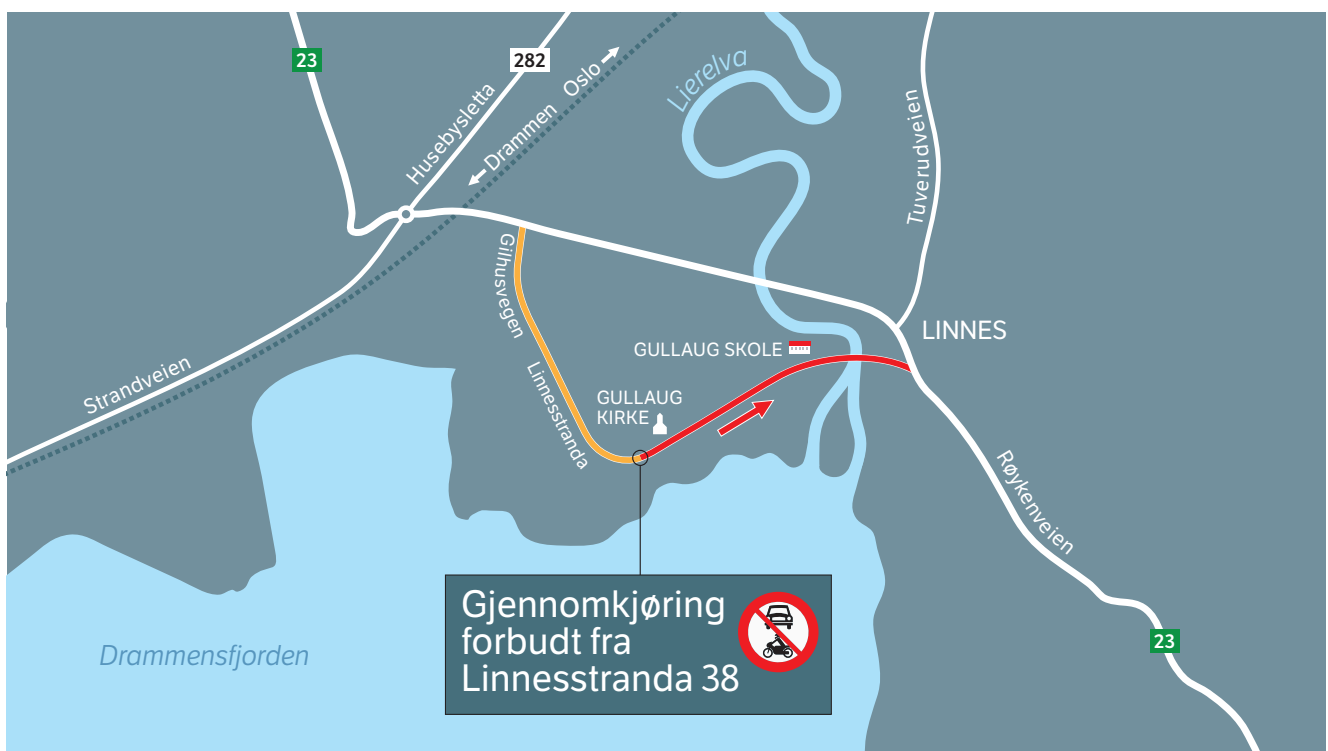 23
282
Husebysletta
Drammen
Oslo
Lierelva
Tuverudveien
Gilhusvegen
Strandveien
Linnesstranda
GULLAUG SKOLE
LINNES
GULLAUG
KIRKE
Røykenveien
Gjennomkjøring
forbudt fra
Linnesstranda 38
Drammensfjorden
23